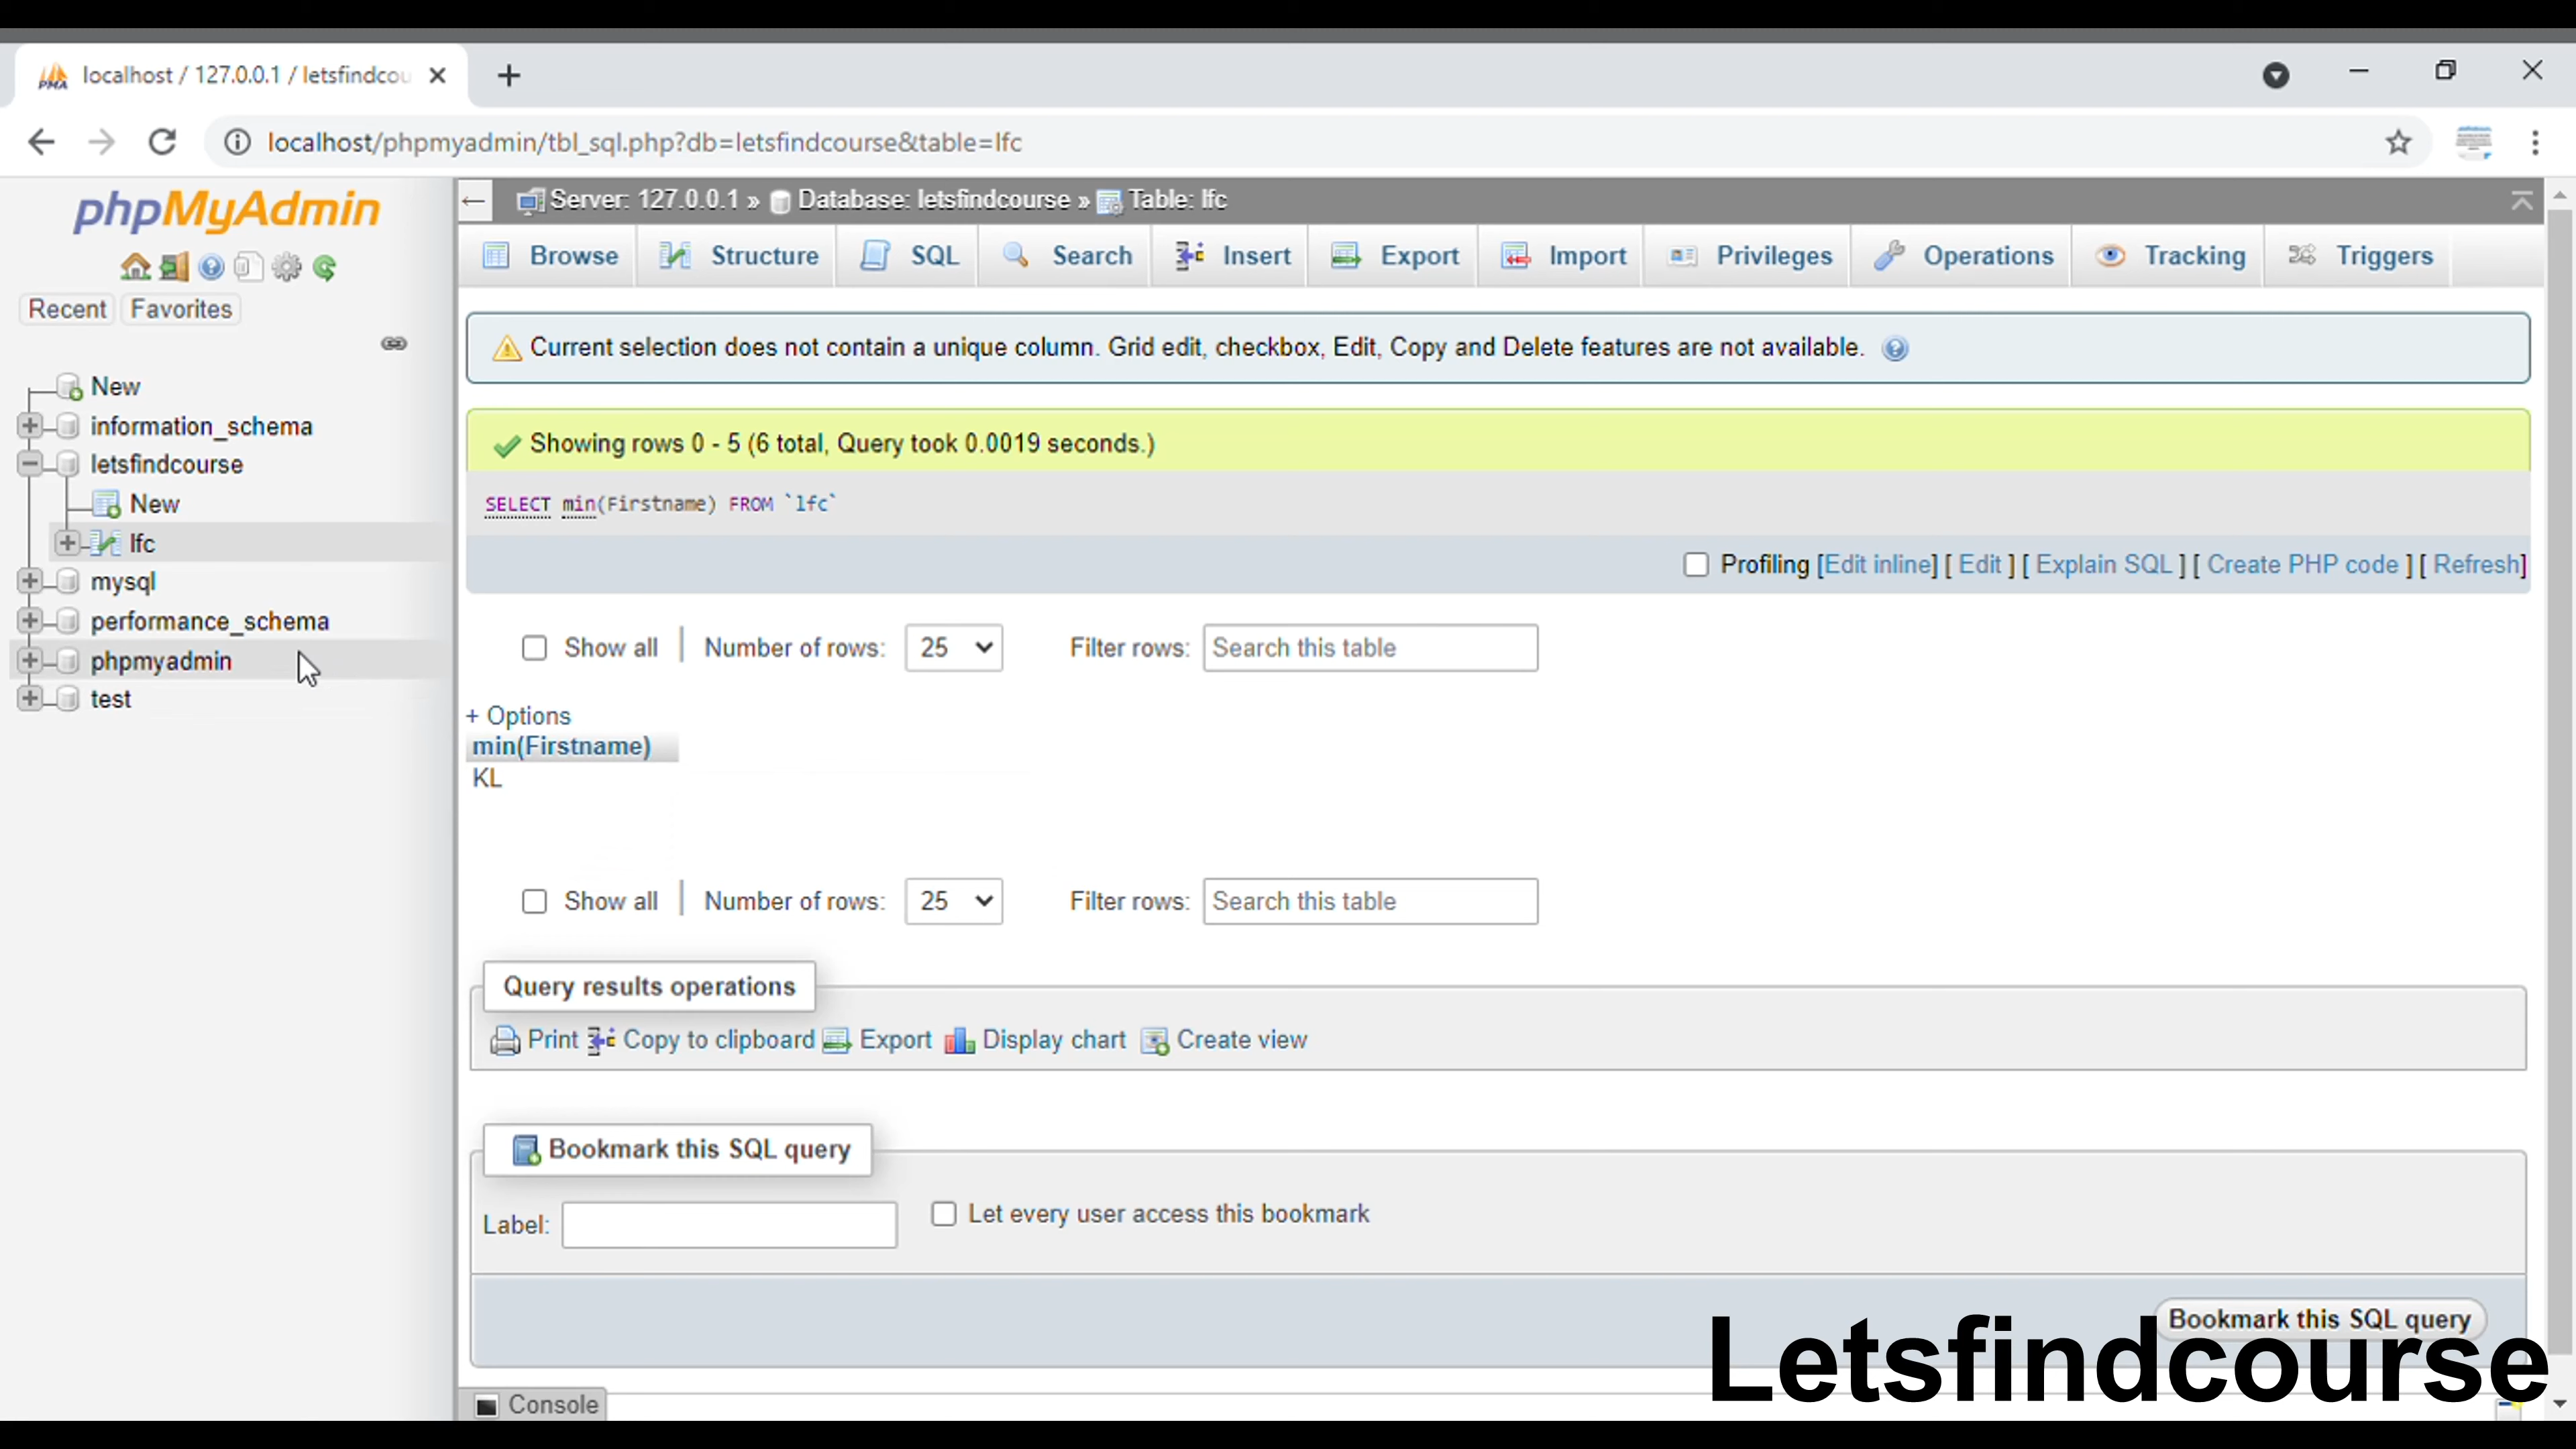 localhost / 127.0.0.1 / letsfindcou
localhost/phpmyadmin/tbl_sql.php?db=letsfindcourse&table=lfc
phpMyAdmin
Recent Favorites
New
information_schema
letsfindcourse
New
lfc
mysql
performance_schema
phpmyadmin
test
Server: 127.0.0.1 » Database: letsfindcourse » Table: lfc
Browse Structure SQL Search Insert Export Import Privileges Operations Tracking Triggers
Current selection does not contain a unique column. Grid edit, checkbox, Edit, Copy and Delete features are not available.
Showing rows 0 - 5 (6 total, Query took 0.0019 seconds.)
SELECT min(Firstname) FROM `lfc`
Profiling [Edit inline] [ Edit ] [ Explain SQL ] [ Create PHP code ] [ Refresh]
Show all | Number of rows: 25 Filter rows: Search this table
+ Options
min(Firstname)
KL
Show all | Number of rows: 25 Filter rows: Search this table
Query results operations
Print Copy to clipboard Export Display chart Create view
Bookmark this SQL query
Label: Let every user access this bookmark
Bookmark this SQL query
Letsfindcourse
Console